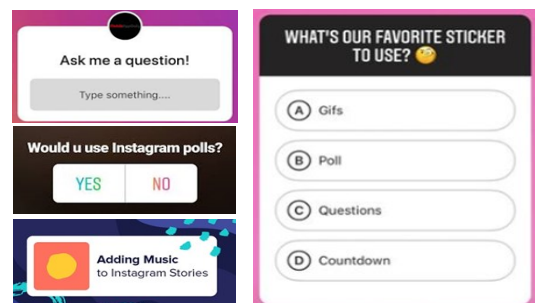 Ask me a question!
Type something....
Would u use Instagram polls?
YES
NO
Adding Music
to Instagram Stories
WHAT'S OUR FAVORITE STICKER
TO USE? 🧐
A Gifs
B Poll
C Questions
D Countdown